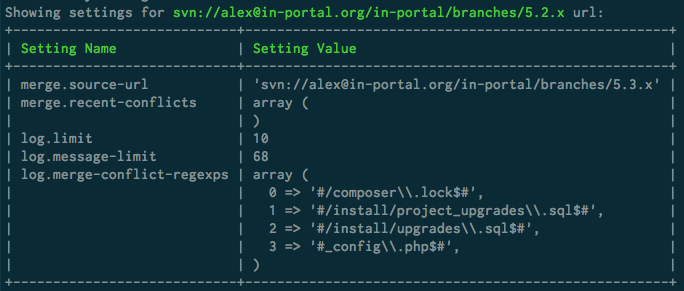 Showing settings for svn://alex@in-portal.org/in-portal/branches/5.2.x url:
+--------------------------+--------------------------------------------------+
| Setting Name             | Setting Value                                    |
+--------------------------+--------------------------------------------------+
| merge.source-url         | 'svn://alex@in-portal.org/in-portal/branches/5.3.x' |
| merge.recent-conflicts   | array (                                          |
|                          | )                                                |
| log.limit                | 10                                               |
| log.message-limit        | 68                                               |
| log.merge-conflict-regexps | array (                                        |
|                          |   0 => '#/composer\\.lock$#',                    |
|                          |   1 => '#/install/project_upgrades\\.sql$#',     |
|                          |   2 => '#/install/upgrades\\.sql$#',             |
|                          |   3 => '#_config\\.php$#',                       |
|                          | )                                                |
+--------------------------+--------------------------------------------------+